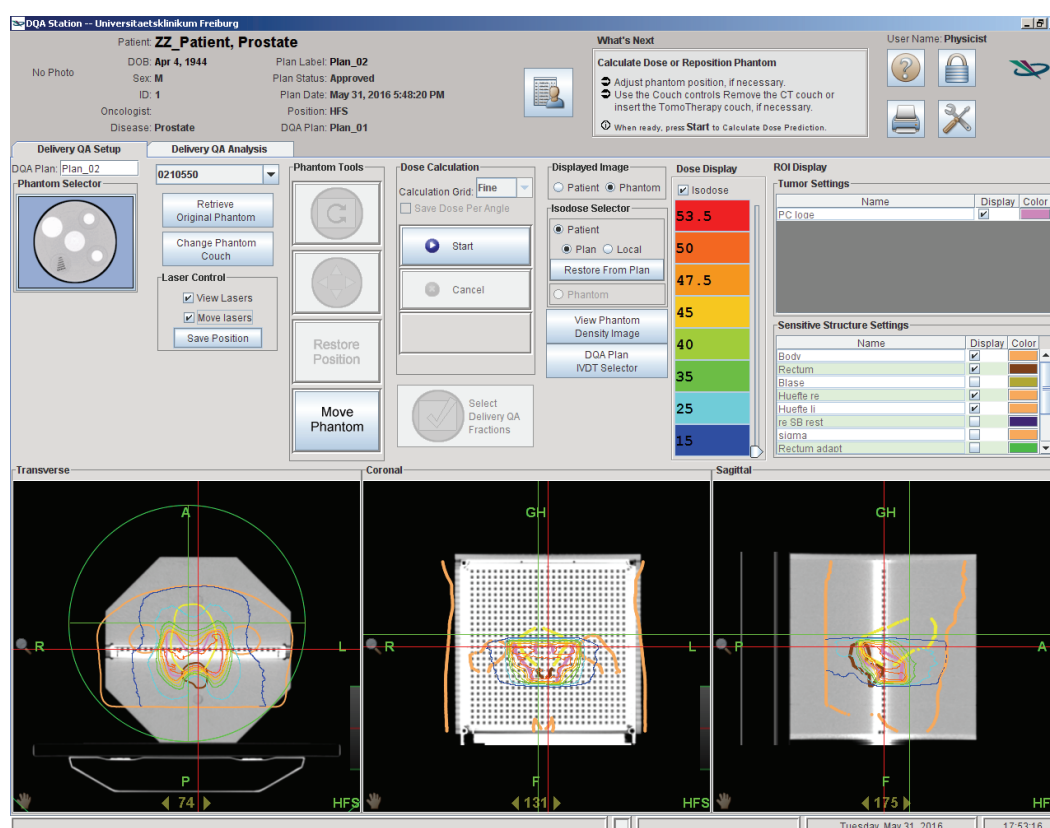 DQA Station -- Universitaetsklinikum Freiburg
Patient: ZZ_Patient, Prostate
No Photo
DOB: Apr 4, 1944
Sex: M
ID: 1
Oncologist:
Disease: Prostate
Plan Label: Plan_02
Plan Status: Approved
Plan Date: May 31, 2016 5:48:20 PM
Position: HFS
DQA Plan: Plan_01
What's Next
Calculate Dose or Reposition Phantom
Adjust phantom position, if necessary.
Use the Couch controls Remove the CT couch or
insert the TomoTherapy couch, if necessary.
When ready, press Start to Calculate Dose Prediction.
User Name: Physicist
Delivery QA Setup
Delivery QA Analysis
DQA Plan: Plan_02
Phantom Selector
0210550
Retrieve
Original Phantom
Change Phantom
Couch
Laser Control
View Lasers
Move lasers
Save Position
Phantom Tools
Restore
Position
Move
Phantom
Dose Calculation
Calculation Grid: Fine
Save Dose Per Angle
Start
Cancel
Select
Delivery QA
Fractions
Displayed Image
Patient Phantom
Isodose Selector
Patient
Plan Local
Restore From Plan
Phantom
View Phantom
Density Image
DQA Plan
IVDT Selector
Dose Display
Isodose
53.5
50
47.5
45
40
35
25
15
ROI Display
Tumor Settings
Name Display Color
PC loge
Sensitive Structure Settings
Name Display Color
Body
Rectum
Blase
Huefte re
Huefte li
re SB rest
sigma
Rectum adapt
Transverse
A
R
L
P
74
HFS
Coronal
GH
R
L
F
131
HFS
Sagittal
GH
P
A
F
175
HF
Tuesday, May 31, 2016
17:53:16